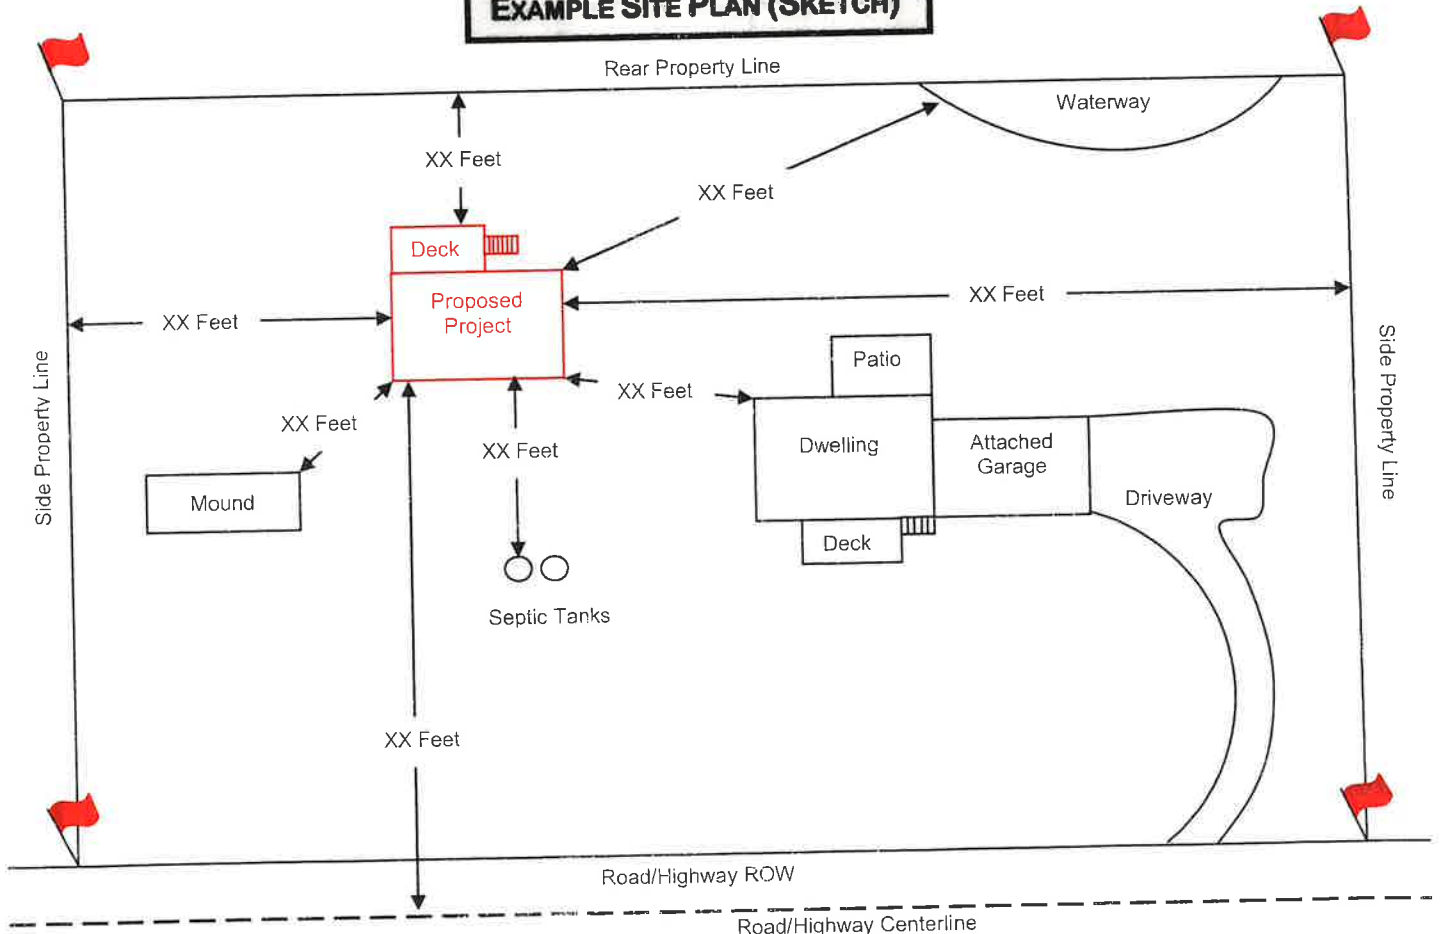 EXAMPLE SITE PLAN (SKETCH)
Rear Property Line
Waterway
XX Feet
XX Feet
Deck
Proposed
Project
XX Feet
XX Feet
Side Property Line
Side Property Line
Patio
XX Feet
XX Feet
XX Feet
Dwelling
Attached
Garage
Mound
Driveway
Deck
Septic Tanks
XX Feet
Road/Highway ROW
Road/Highway Centerline